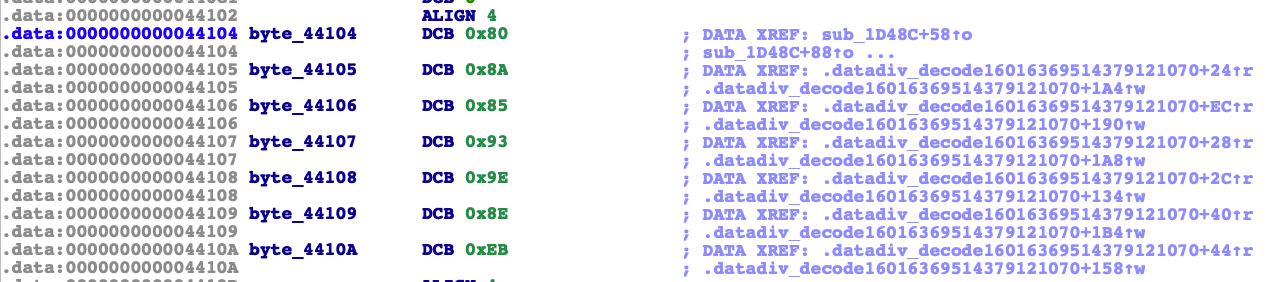 .data:0000000000044102 ALIGN 4
.data:0000000000044104 byte_44104 DCB 0x80 ; DATA XREF: sub_1D48C+58↑o
.data:0000000000044104 ; sub_1D48C+88↑o ...
.data:0000000000044105 byte_44105 DCB 0x8A ; DATA XREF: .datadiv_decode16016369514379121070+24↑r
.data:0000000000044105 ; .datadiv_decode16016369514379121070+1A4↑w
.data:0000000000044106 byte_44106 DCB 0x85 ; DATA XREF: .datadiv_decode16016369514379121070+EC↑r
.data:0000000000044106 ; .datadiv_decode16016369514379121070+190↑w
.data:0000000000044107 byte_44107 DCB 0x93 ; DATA XREF: .datadiv_decode16016369514379121070+28↑r
.data:0000000000044107 ; .datadiv_decode16016369514379121070+1A8↑w
.data:0000000000044108 byte_44108 DCB 0x9E ; DATA XREF: .datadiv_decode16016369514379121070+2C↑r
.data:0000000000044108 ; .datadiv_decode16016369514379121070+134↑w
.data:0000000000044109 byte_44109 DCB 0x8E ; DATA XREF: .datadiv_decode16016369514379121070+40↑r
.data:0000000000044109 ; .datadiv_decode16016369514379121070+1B4↑w
.data:000000000004410A byte_4410A DCB 0xEB ; DATA XREF: .datadiv_decode16016369514379121070+44↑r
.data:000000000004410A ; .datadiv_decode16016369514379121070+158↑w